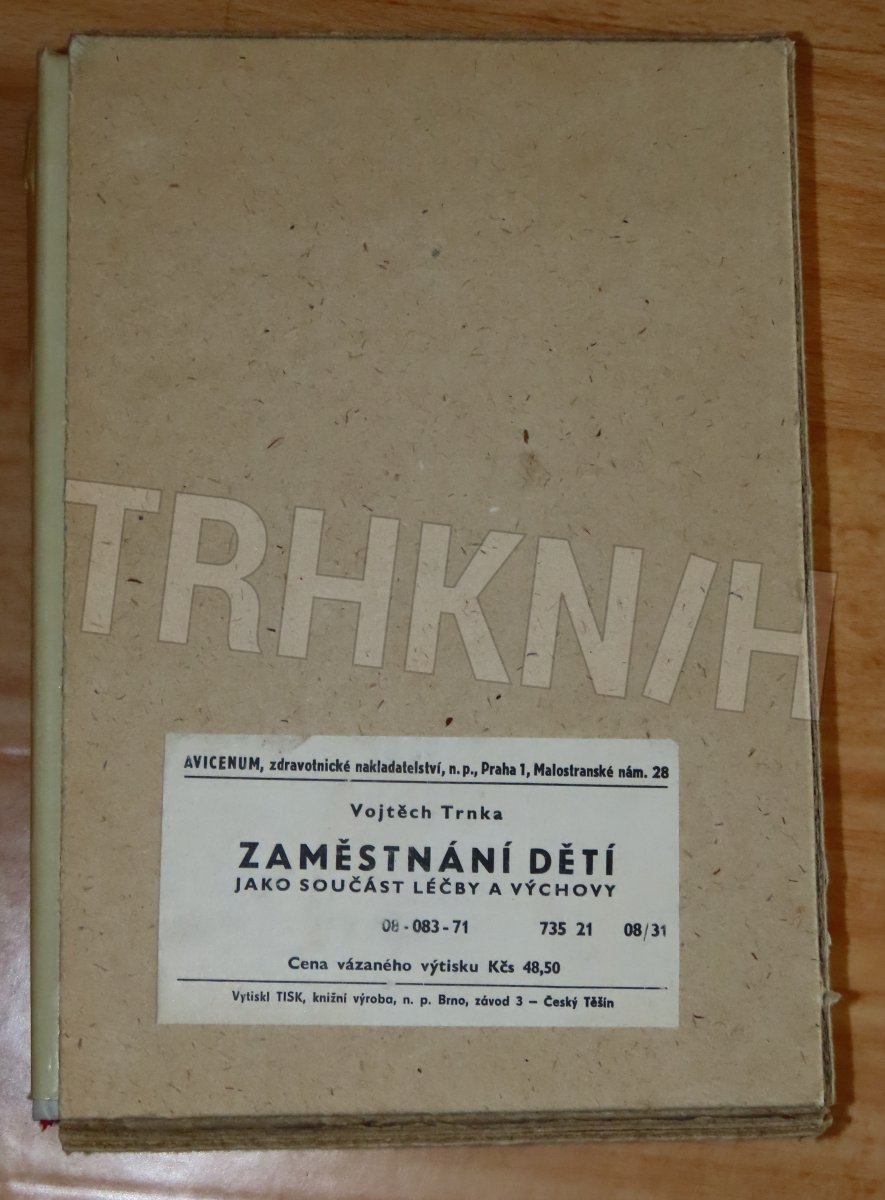 TRHKN/H
AVICENUM, zdravotnické nakladatelství, n. p., Praha 1, Malostranské nám. 28
Vojtěch Trnka
ZAMĚSTNÁNÍ DĚTÍ
JAKO SOUČÁST LÉČBY A VÝCHOVY
08 - 083 - 71 735 21 08/31
Cena vázaného výtisku Kčs 48,50
Vytiskl TISK, knižní výroba, n. p. Brno, závod 3 – Český Těšín